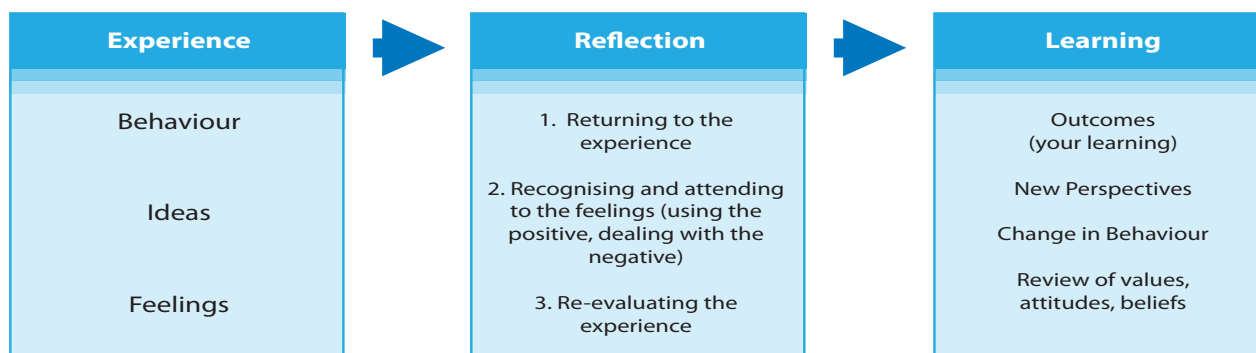 Experience
Behaviour
Ideas
Feelings
Reflection
1. Returning to the
experience
2. Recognising and attending
to the feelings (using the
positive, dealing with the
negative)
3. Re-evaluating the
experience
Learning
Outcomes
(your learning)
New Perspectives
Change in Behaviour
Review of values,
attitudes, beliefs